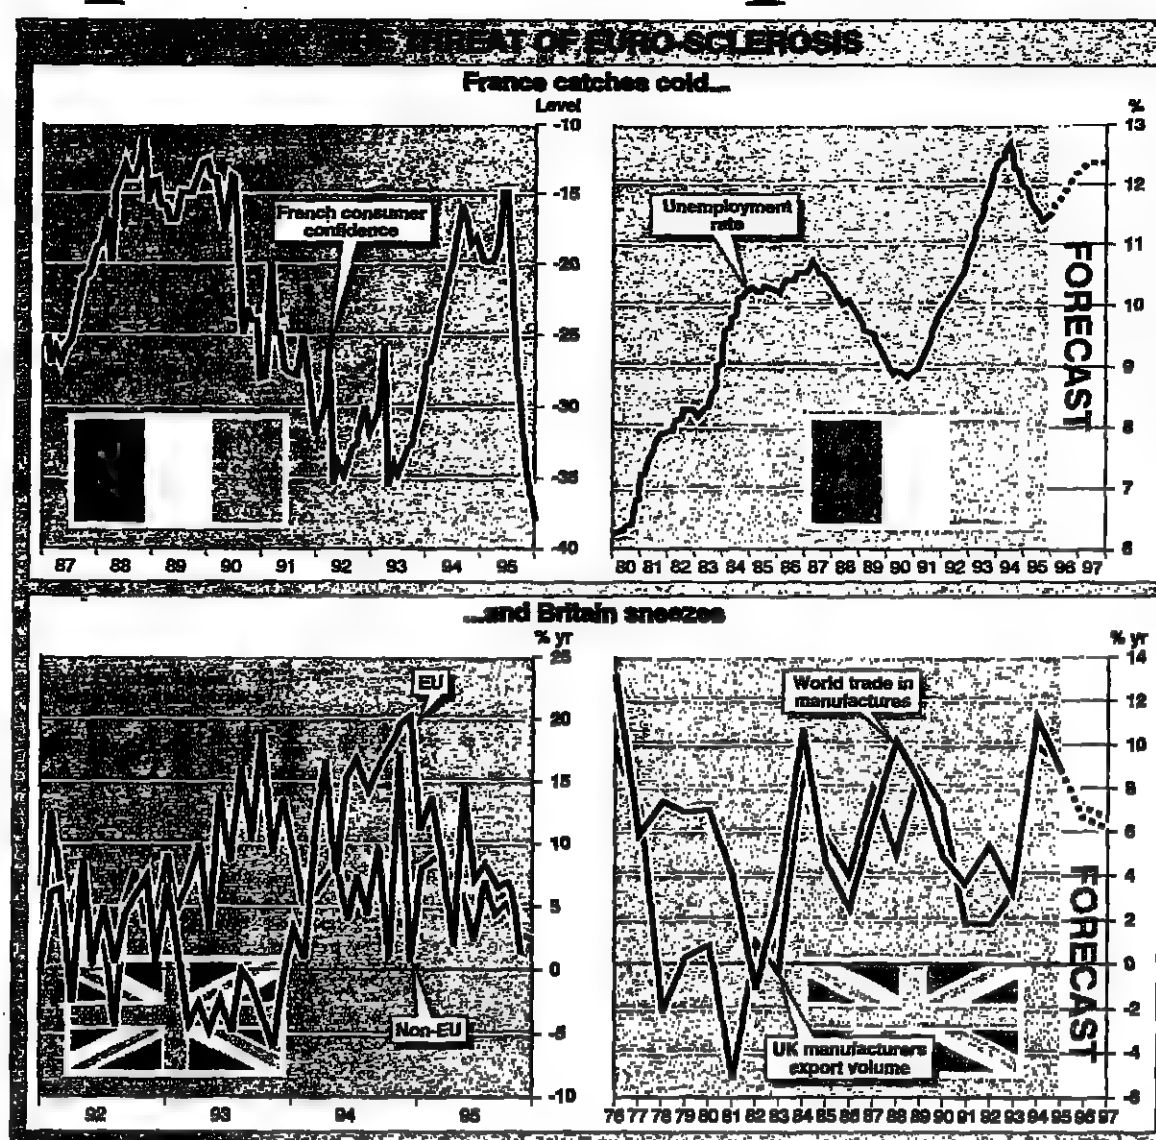 THE THREAT OF EURO-SCLEROSIS
France catches cold....
Level
-10
-15
-20
-25
-30
-35
-40
French consumer
confidence
87 88 89 90 91 92 93 94 95
%
13
12
11
10
9
8
7
6
Unemployment
rate
FORECAST
80 81 82 83 84 85 86 87 88 89 90 91 92 93 94 95 96 97
...and Britain sneezes
% yr
25
20
15
10
5
0
-5
-10
EU
Non-EU
92 93 94 95
% yr
14
12
10
8
6
4
2
0
-2
-4
-6
World trade in
manufactures
UK manufacturers
export volume
FORECAST
76 77 78 79 80 81 82 83 84 85 86 87 88 89 90 91 92 93 94 95 96 97